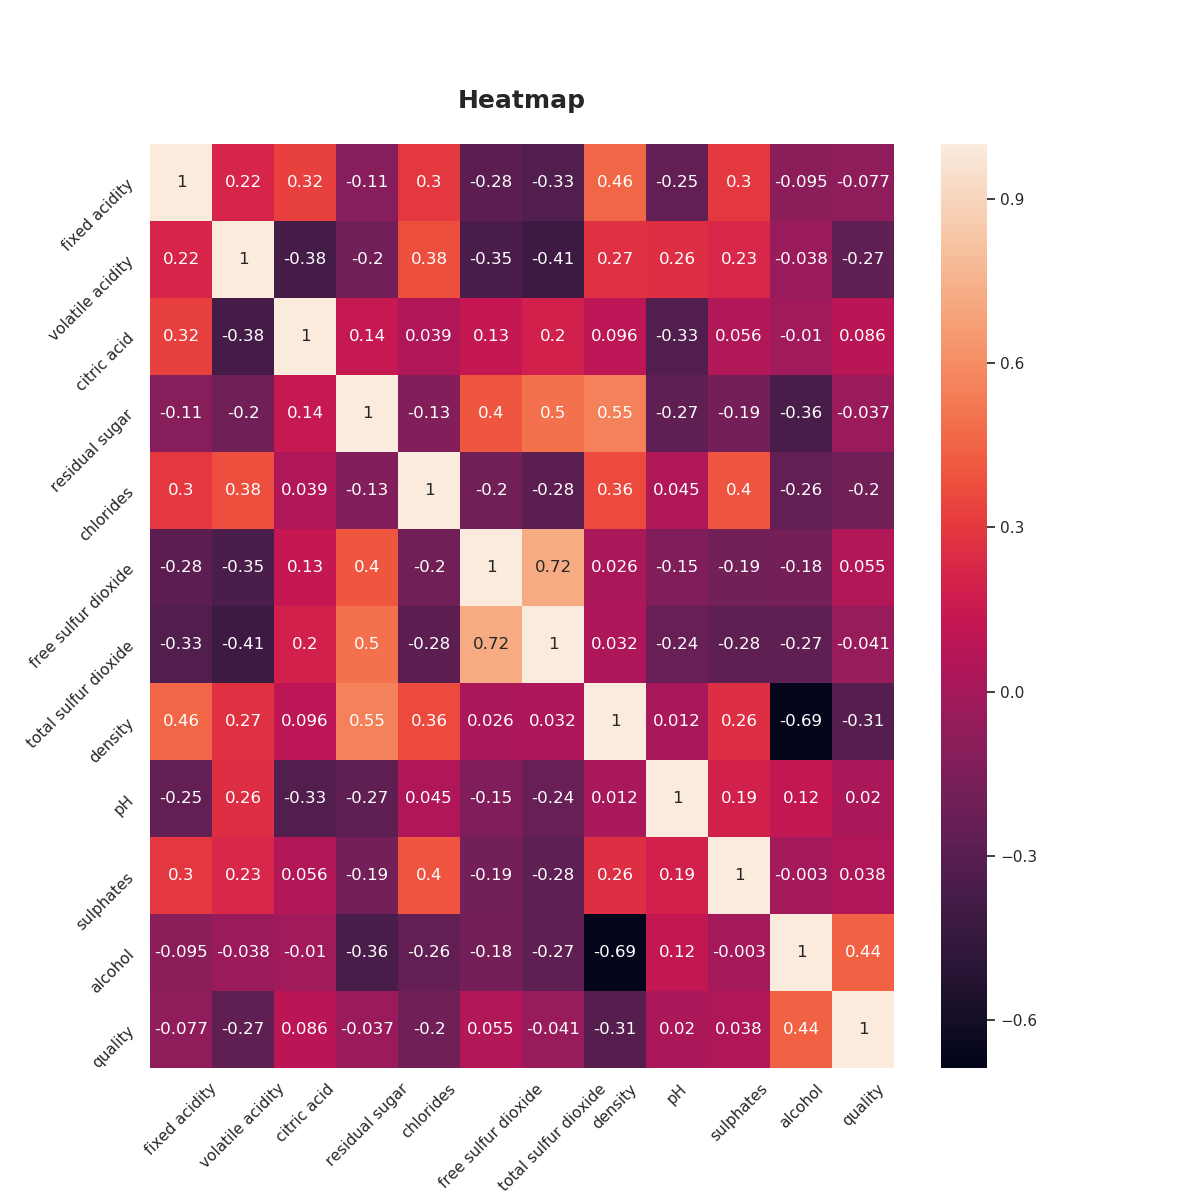 Heatmap
fixed acidity 1 0.22 0.32 -0.11 0.3 -0.28 -0.33 0.46 -0.25 0.3 -0.095 -0.077
volatile acidity 0.22 1 -0.38 -0.2 0.38 -0.35 -0.41 0.27 0.26 0.23 -0.038 -0.27
citric acid 0.32 -0.38 1 0.14 0.039 0.13 0.2 0.096 -0.33 0.056 -0.01 0.086
residual sugar -0.11 -0.2 0.14 1 -0.13 0.4 0.5 0.55 -0.27 -0.19 -0.36 -0.037
chlorides 0.3 0.38 0.039 -0.13 1 -0.2 -0.28 0.36 0.045 0.4 -0.26 -0.2
free sulfur dioxide -0.28 -0.35 0.13 0.4 -0.2 1 0.72 0.026 -0.15 -0.19 -0.18 0.055
total sulfur dioxide -0.33 -0.41 0.2 0.5 -0.28 0.72 1 0.032 -0.24 -0.28 -0.27 -0.041
density 0.46 0.27 0.096 0.55 0.36 0.026 0.032 1 0.012 0.26 -0.69 -0.31
pH -0.25 0.26 -0.33 -0.27 0.045 -0.15 -0.24 0.012 1 0.19 0.12 0.02
sulphates 0.3 0.23 0.056 -0.19 0.4 -0.19 -0.28 0.26 0.19 1 -0.003 0.038
alcohol -0.095 -0.038 -0.01 -0.36 -0.26 -0.18 -0.27 -0.69 0.12 -0.003 1 0.44
quality -0.077 -0.27 0.086 -0.037 -0.2 0.055 -0.041 -0.31 0.02 0.038 0.44 1
fixed acidity volatile acidity citric acid residual sugar chlorides free sulfur dioxide total sulfur dioxide density pH sulphates alcohol quality
0.9
0.6
0.3
0.0
−0.3
−0.6